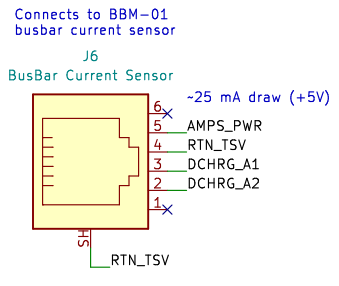 Connects to BBM-01
busbar current sensor
J6
BusBar Current Sensor
~25 mA draw (+5V)
6
5 AMPS_PWR
4 RTN_TSV
3 DCHRG_A1
2 DCHRG_A2
1
SH
RTN_TSV